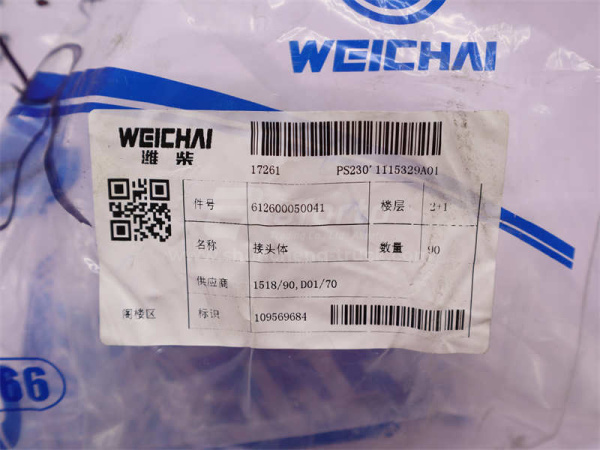 WEICHAI
WEICHAI
潍柴
17261 PS230'1115329A01
件号 612600050041 楼层 2+1
名称 接头体 数量 90
供应商 1518/90,D01/70
阁楼区 标识 109569684
66